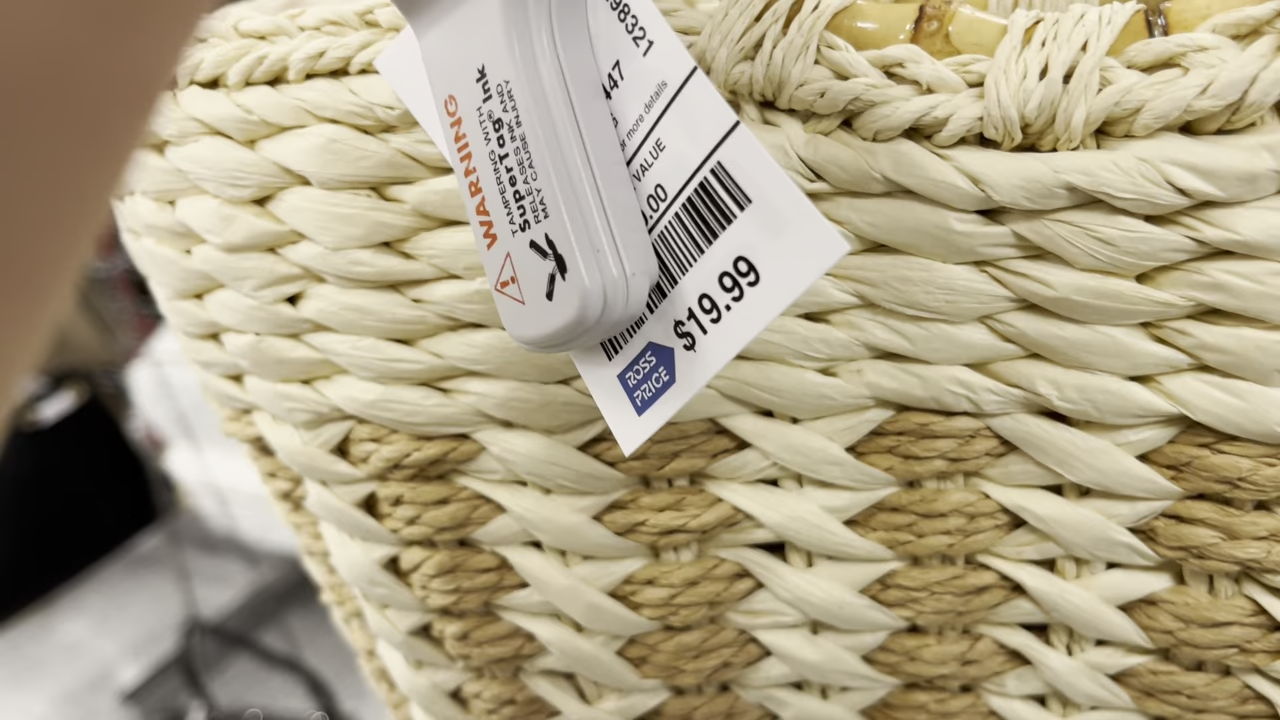 WARNING
TAMPERING WITH
SuperTag® Ink
RELEASES INK AND
MAY CAUSE INJURY
98321
447
more details
VALUE
.00
$19.99
ROSS
PRICE